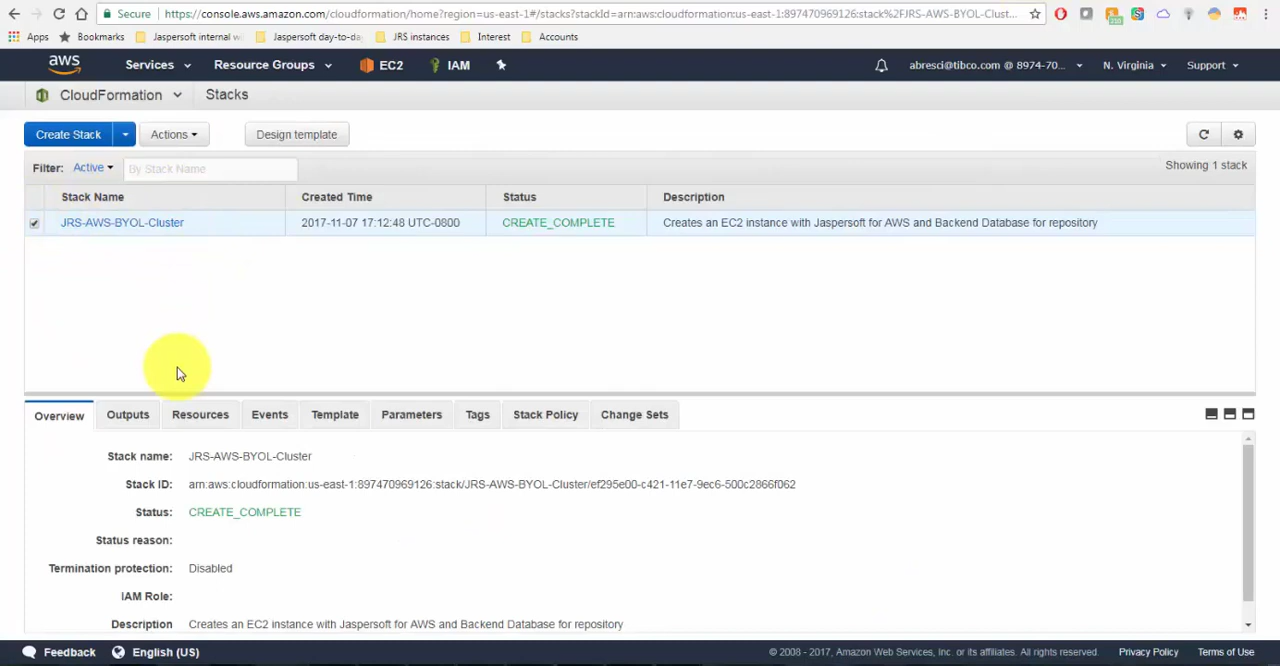 Secure https://console.aws.amazon.com/cloudformation/home?region=us-east-1#/stacks?stackId=arn:aws:cloudformation:us-east-1:897470969126:stack%2FJRS-AWS-BYOL-Clust...
Apps Bookmarks Jaspersoft internal w Jaspersoft day-to-da JRS instances Interest Accounts
aws Services Resource Groups EC2 IAM abresci@tibco.com @ 8974-70... N. Virginia Support
CloudFormation Stacks
Create Stack Actions Design template
Filter: Active By Stack Name Showing 1 stack
Stack Name Created Time Status Description
JRS-AWS-BYOL-Cluster 2017-11-07 17:12:48 UTC-0800 CREATE_COMPLETE Creates an EC2 instance with Jaspersoft for AWS and Backend Database for repository
Overview Outputs Resources Events Template Parameters Tags Stack Policy Change Sets
Stack name: JRS-AWS-BYOL-Cluster
Stack ID: arn:aws:cloudformation:us-east-1:897470969126:stack/JRS-AWS-BYOL-Cluster/ef295e00-c421-11e7-9ec6-500c2866f062
Status: CREATE_COMPLETE
Status reason:
Termination protection: Disabled
IAM Role:
Description Creates an EC2 instance with Jaspersoft for AWS and Backend Database for repository
Feedback English (US) © 2008 - 2017, Amazon Web Services, Inc. or its affiliates. All rights reserved. Privacy Policy Terms of Use